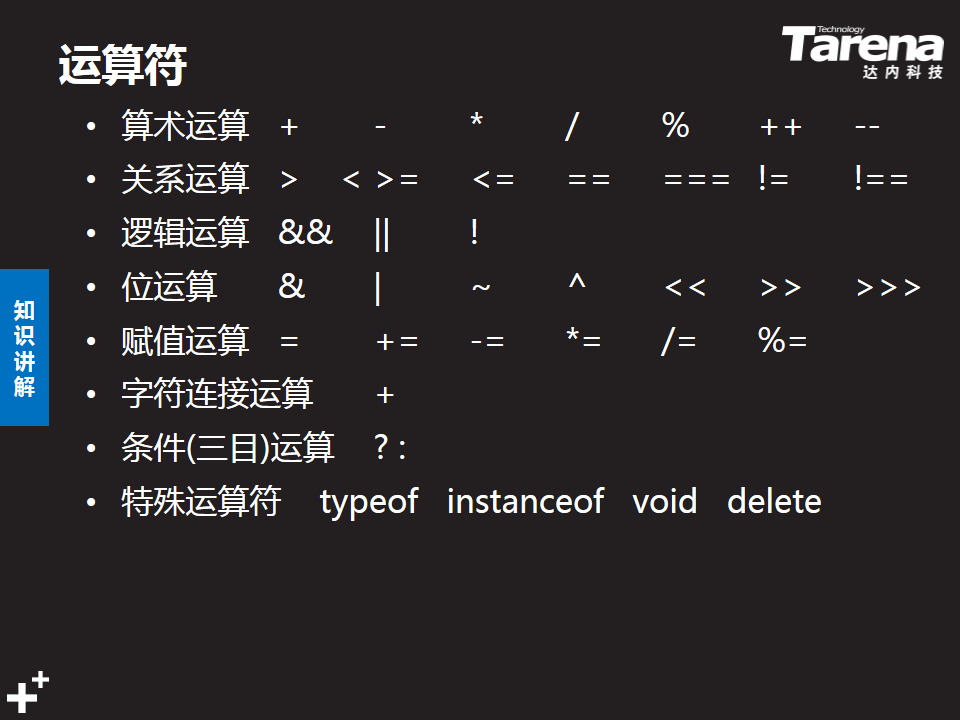 运算符
Technology
Tarena
达内科技
• 算术运算 + - * / % ++ --
• 关系运算 > < >= <= == === != !==
• 逻辑运算 && || !
• 位运算 & | ~ ^ << >> >>>
• 赋值运算 = += -= *= /= %=
• 字符连接运算 +
• 条件(三目)运算 ? :
• 特殊运算符 typeof instanceof void delete
知识讲解